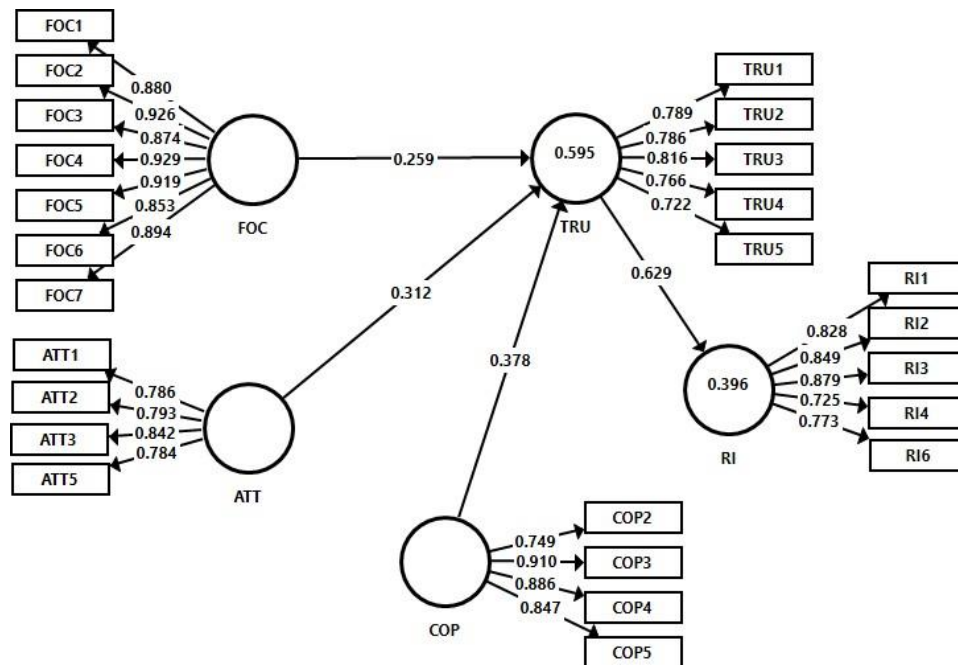 FOC1
FOC2
FOC3
FOC4
FOC5
FOC6
FOC7
0.880
0.926
0.874
0.929
0.919
0.853
0.894
FOC
0.259
0.595
TRU
0.789
0.786
0.816
0.766
0.722
TRU1
TRU2
TRU3
TRU4
TRU5
0.312
0.378
0.629
ATT1
ATT2
ATT3
ATT5
0.786
0.793
0.842
0.784
ATT
0.396
RI
0.828
0.849
0.879
0.725
0.773
RI1
RI2
RI3
RI4
RI6
COP
0.749
0.910
0.886
0.847
COP2
COP3
COP4
COP5